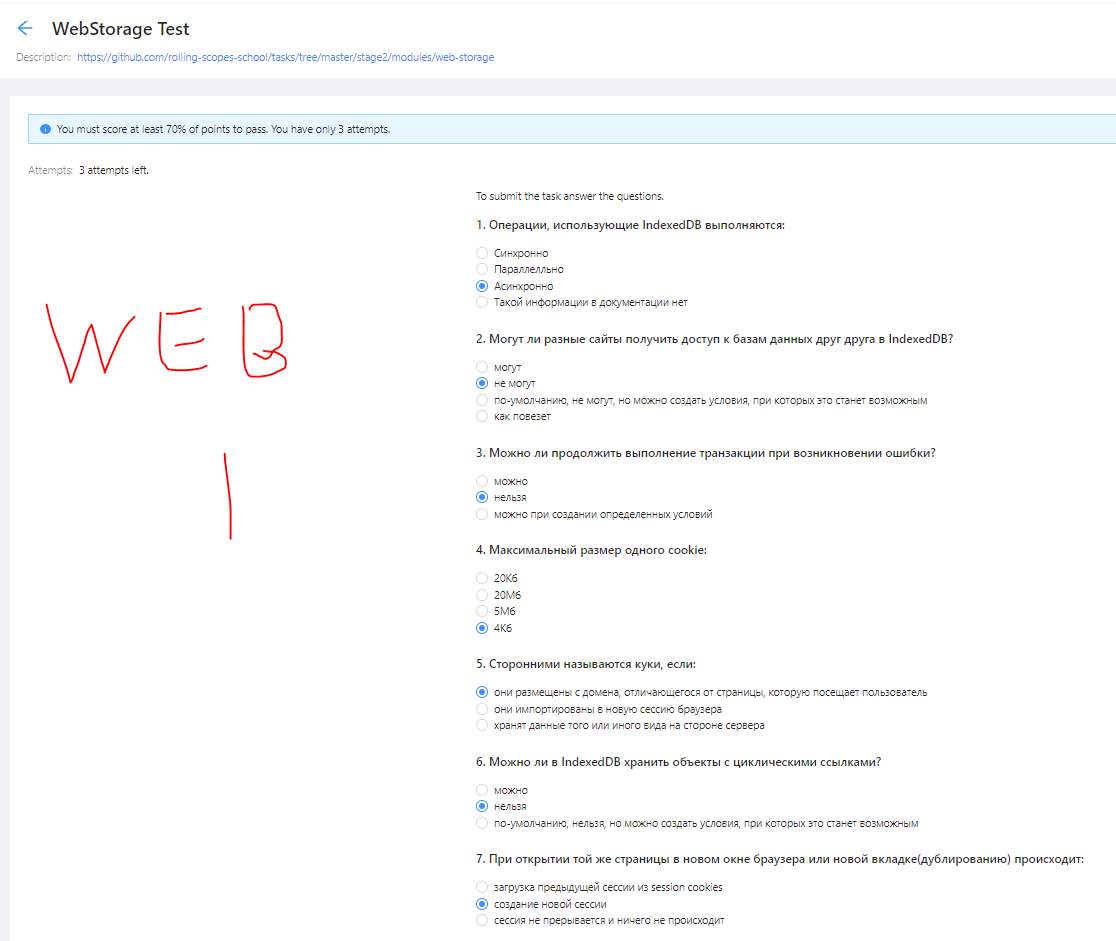 WebStorage Test
Description: https://github.com/rolling-scopes-school/tasks/tree/master/stage2/modules/web-storage
You must score at least 70% of points to pass. You have only 3 attempts.
Attempts: 3 attempts left.
To submit the task answer the questions.
1. Операции, использующие IndexedDB выполняются:
Синхронно
Параллелльно
Асинхронно
Такой информации в документации нет
WEB
1
2. Могут ли разные сайты получить доступ к базам данных друг друга в IndexedDB?
могут
не могут
по-умолчанию, не могут, но можно создать условия, при которых это станет возможным
как повезет
3. Можно ли продолжить выполнение транзакции при возникновении ошибки?
можно
нельзя
можно при создании определенных условий
4. Максимальный размер одного cookie:
20Кб
20Мб
5Мб
4Кб
5. Сторонними называются куки, если:
они размещены с домена, отличающегося от страницы, которую посещает пользователь
они импортированы в новую сессию браузера
хранят данные того или иного вида на стороне сервера
6. Можно ли в IndexedDB хранить объекты с циклическими ссылками?
можно
нельзя
по-умолчанию, нельзя, но можно создать условия, при которых это станет возможным
7. При открытии той же страницы в новом окне браузера или новой вкладке(дублированию) происходит:
загрузка предыдущей сессии из session cookies
создание новой сессии
сессия не прерывается и ничего не происходит